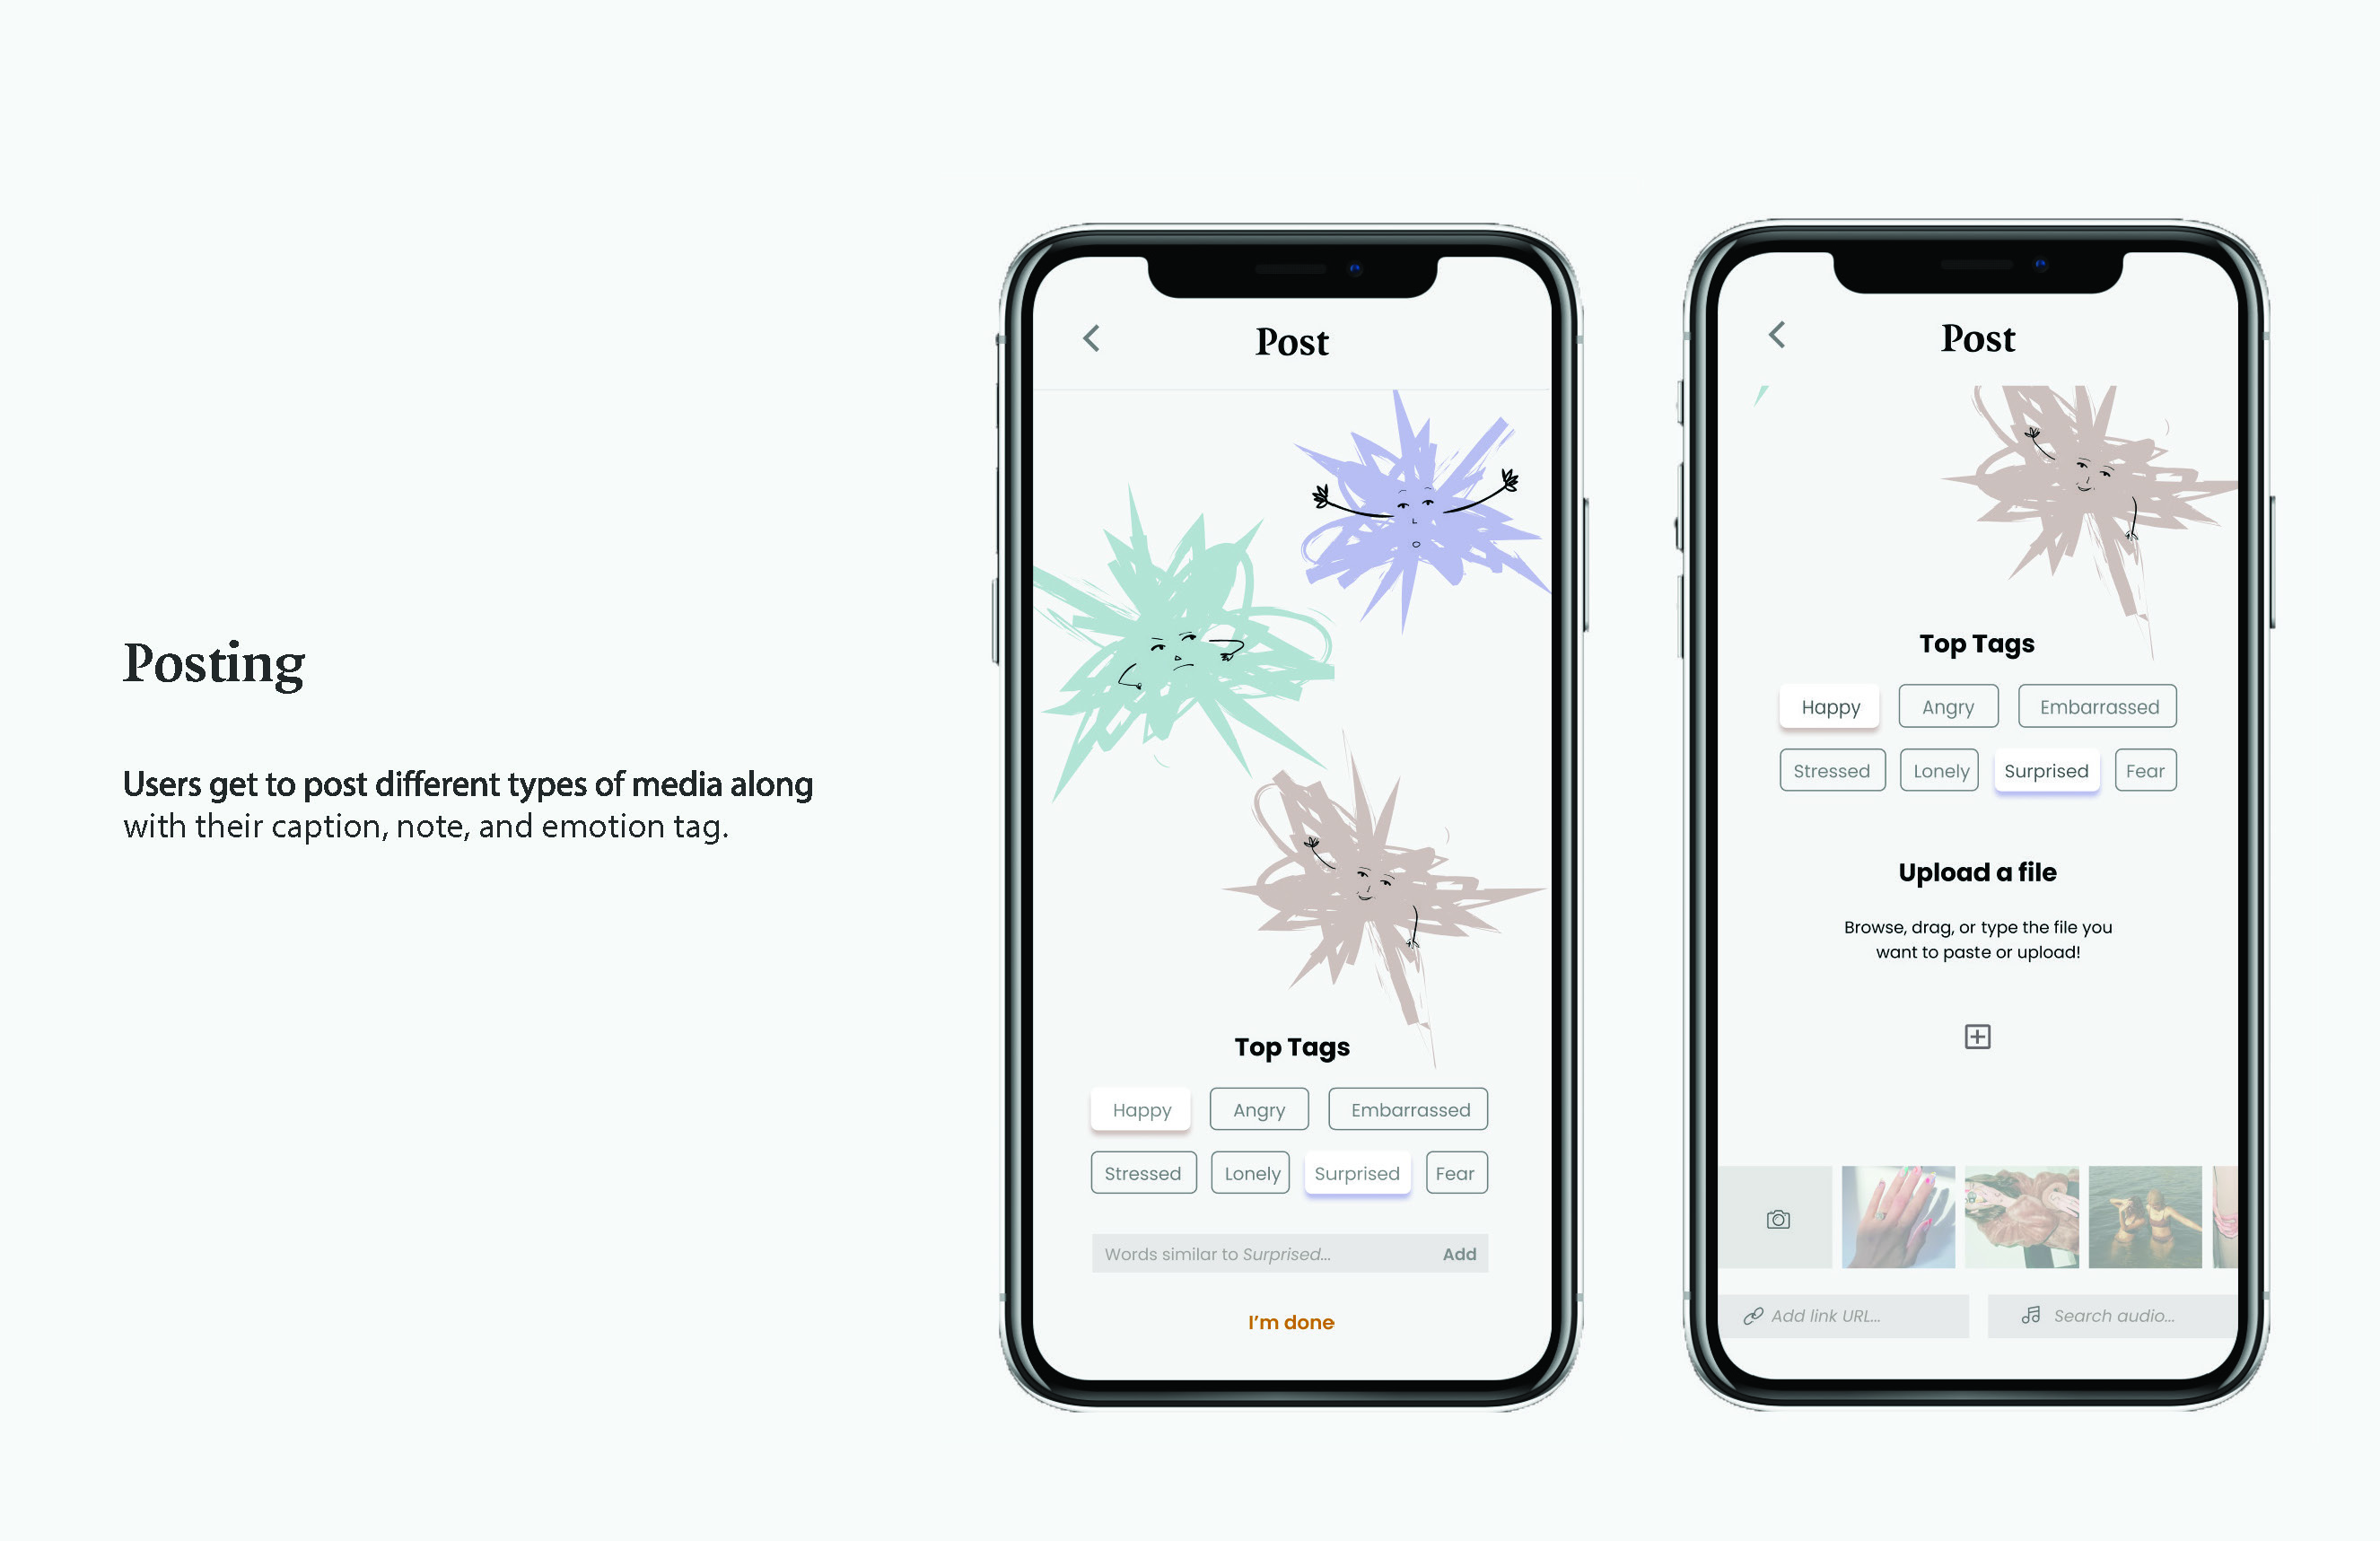 Posting
Users get to post different types of media along
with their caption, note, and emotion tag.
Post
Top Tags
Happy Angry Embarrassed
Stressed Lonely Surprised Fear
Words similar to Surprised... Add
I'm done
Post
Top Tags
Happy Angry Embarrassed
Stressed Lonely Surprised Fear
Upload a file
Browse, drag, or type the file you
want to paste or upload!
Add link URL... Search audio...